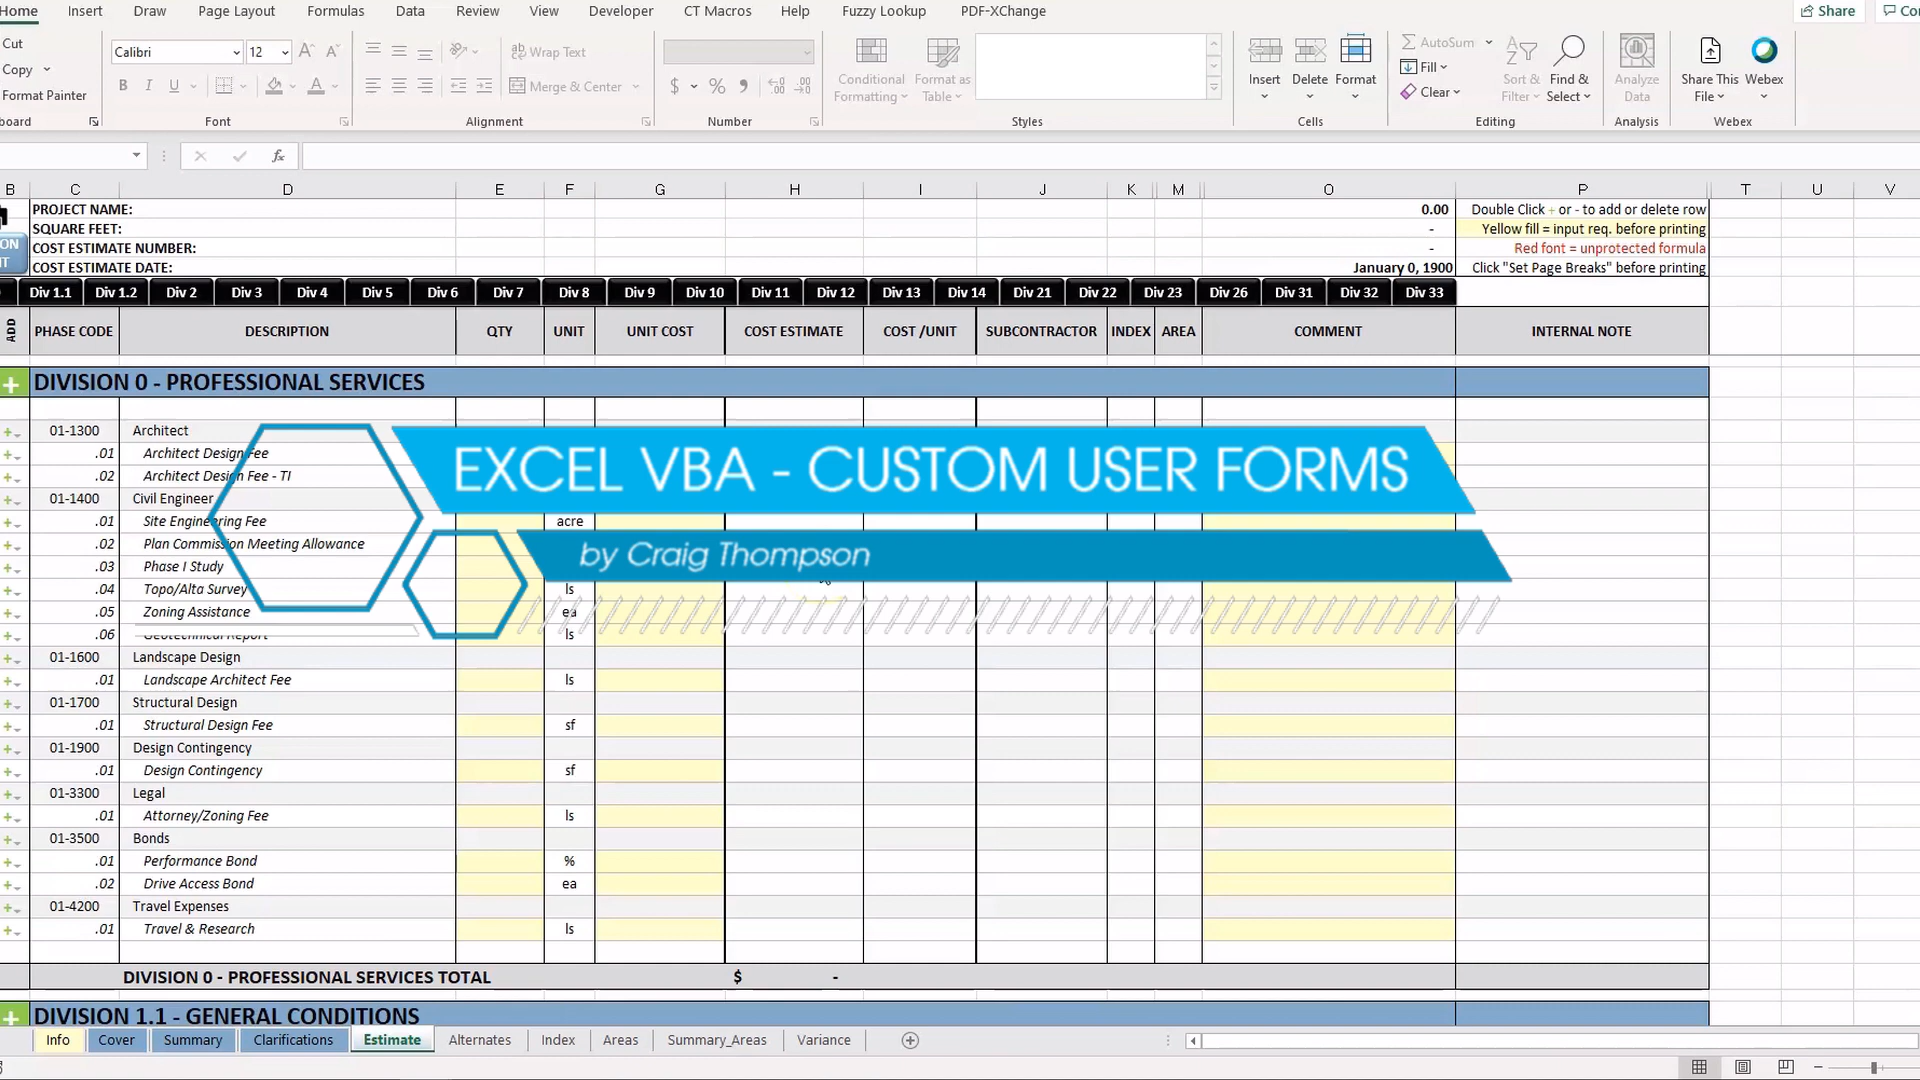 Home Insert Draw Page Layout Formulas Data Review View Developer CT Macros Help Fuzzy Lookup PDF-XChange Share
Cut
Copy
Format Painter
Calibri 12
B I U
Wrap Text
Merge & Center
$ %
Conditional Formatting
Format as Table
Insert Delete Format
AutoSum
Fill
Clear
Sort & Filter
Find & Select
Analyze Data
Share This File
Webex
Font Alignment Number Styles Cells Editing Analysis Webex
fx
B C D E F G H I J K M O P T U V
PROJECT NAME: 0.00 Double Click + or - to add or delete row
SQUARE FEET: - Yellow fill = input req. before printing
COST ESTIMATE NUMBER: - Red font = unprotected formula
COST ESTIMATE DATE: January 0, 1900 Click "Set Page Breaks" before printing
Div 1.1 Div 1.2 Div 2 Div 3 Div 4 Div 5 Div 6 Div 7 Div 8 Div 9 Div 10 Div 11 Div 12 Div 13 Div 14 Div 21 Div 22 Div 23 Div 26 Div 31 Div 32 Div 33
ADD PHASE CODE DESCRIPTION QTY UNIT UNIT COST COST ESTIMATE COST /UNIT SUBCONTRACTOR INDEX AREA COMMENT INTERNAL NOTE
+ DIVISION 0 - PROFESSIONAL SERVICES
01-1300 Architect
.01 Architect Design Fee
.02 Architect Design Fee - TI
EXCEL VBA - CUSTOM USER FORMS
01-1400 Civil Engineer
.01 Site Engineering Fee acre
.02 Plan Commission Meeting Allowance
by Craig Thompson
.03 Phase I Study
.04 Topo/Alta Survey ls
.05 Zoning Assistance ea
.06 Geotechnical Report ls
01-1600 Landscape Design
.01 Landscape Architect Fee ls
01-1700 Structural Design
.01 Structural Design Fee sf
01-1900 Design Contingency
.01 Design Contingency sf
01-3300 Legal
.01 Attorney/Zoning Fee ls
01-3500 Bonds
.01 Performance Bond %
.02 Drive Access Bond ea
01-4200 Travel Expenses
.01 Travel & Research ls
DIVISION 0 - PROFESSIONAL SERVICES TOTAL $ -
+ DIVISION 1.1 - GENERAL CONDITIONS
Info Cover Summary Clarifications Estimate Alternates Index Areas Summary_Areas Variance